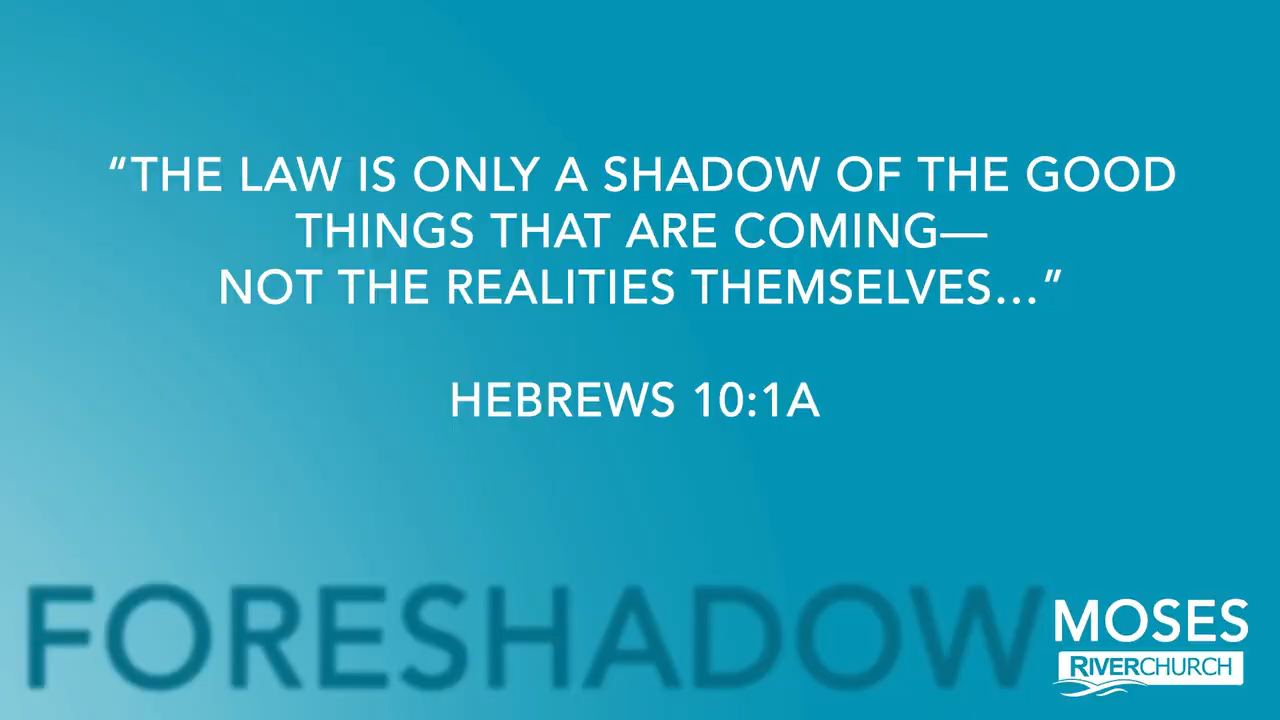 “THE LAW IS ONLY A SHADOW OF THE GOOD
THINGS THAT ARE COMING—
NOT THE REALITIES THEMSELVES…”
HEBREWS 10:1A
FORESHADOW
MOSES
RIVERCHURCH